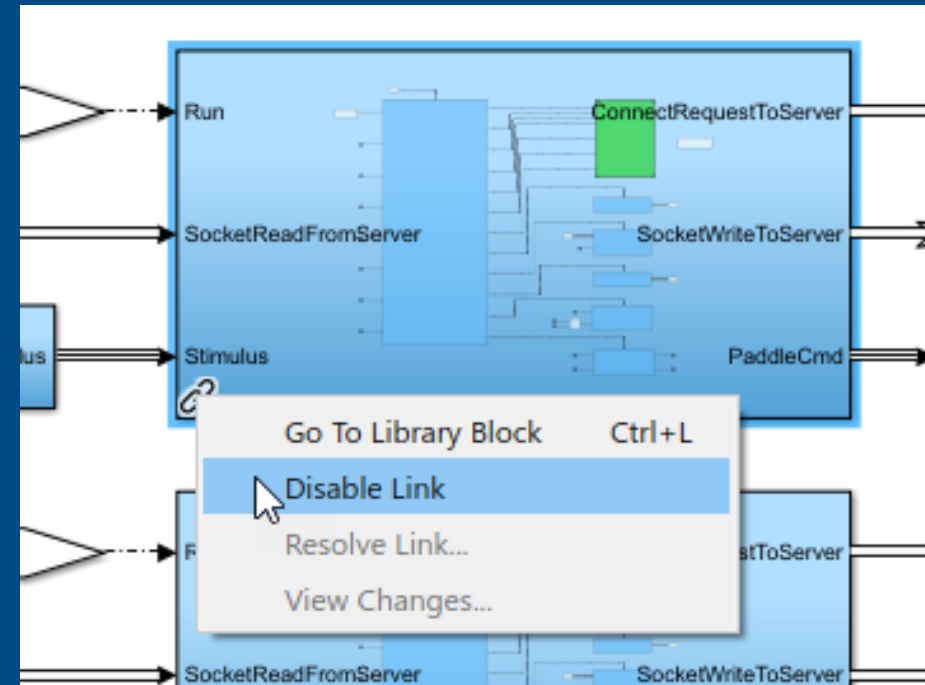 Run
ConnectRequestToServer
SocketReadFromServer
SocketWriteToServer
lus
Stimulus
PaddleCmd
Go To Library Block Ctrl+L
Disable Link
Resolve Link...
View Changes...
stToServer
SocketReadFromServer
SocketWriteToServer